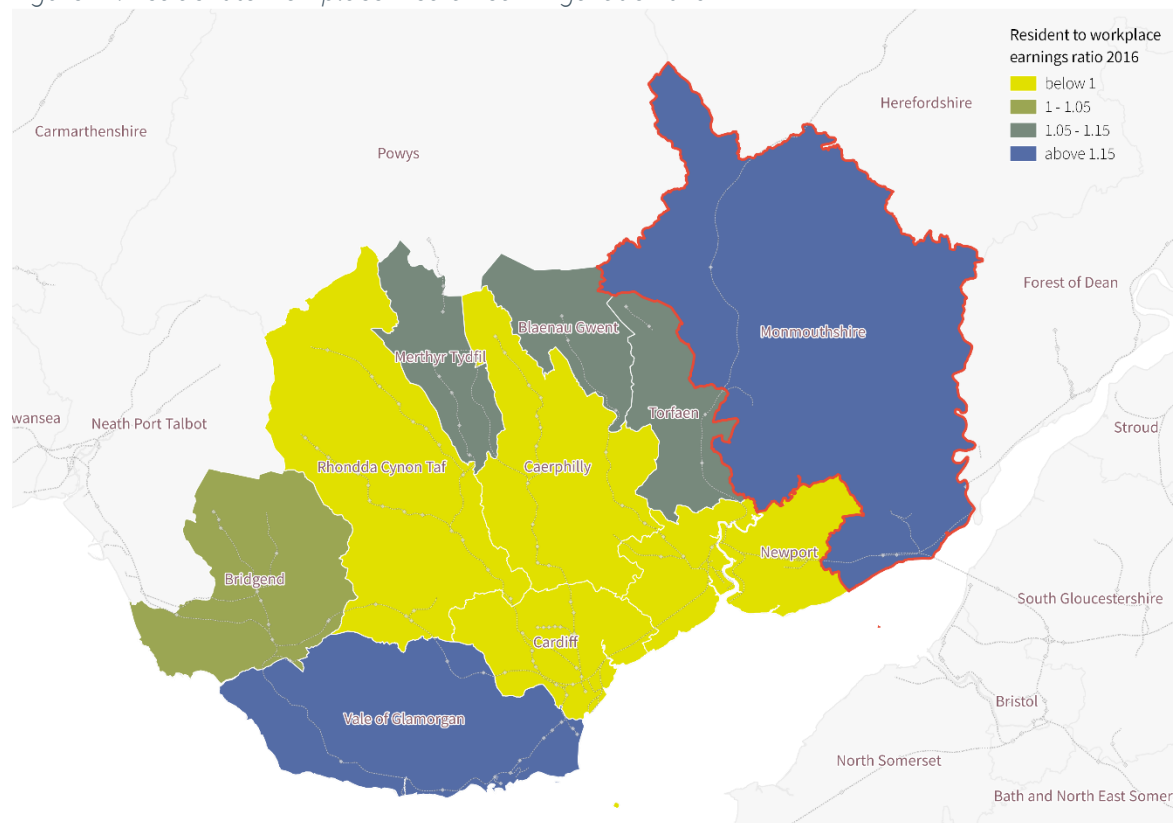 Resident to workplace
earnings ratio 2016
below 1
1 - 1.05
1.05 - 1.15
above 1.15
Herefordshire
Carmarthenshire
Powys
Forest of Dean
Blaenau Gwent
Monmouthshire
Merthyr Tydfil
Torfaen
wansea
Neath Port Talbot
Stroud
Rhondda Cynon Taf
Caerphilly
Newport
Bridgend
South Gloucestershire
Cardiff
Bristol
Vale of Glamorgan
North Somerset
Bath and North East Somer